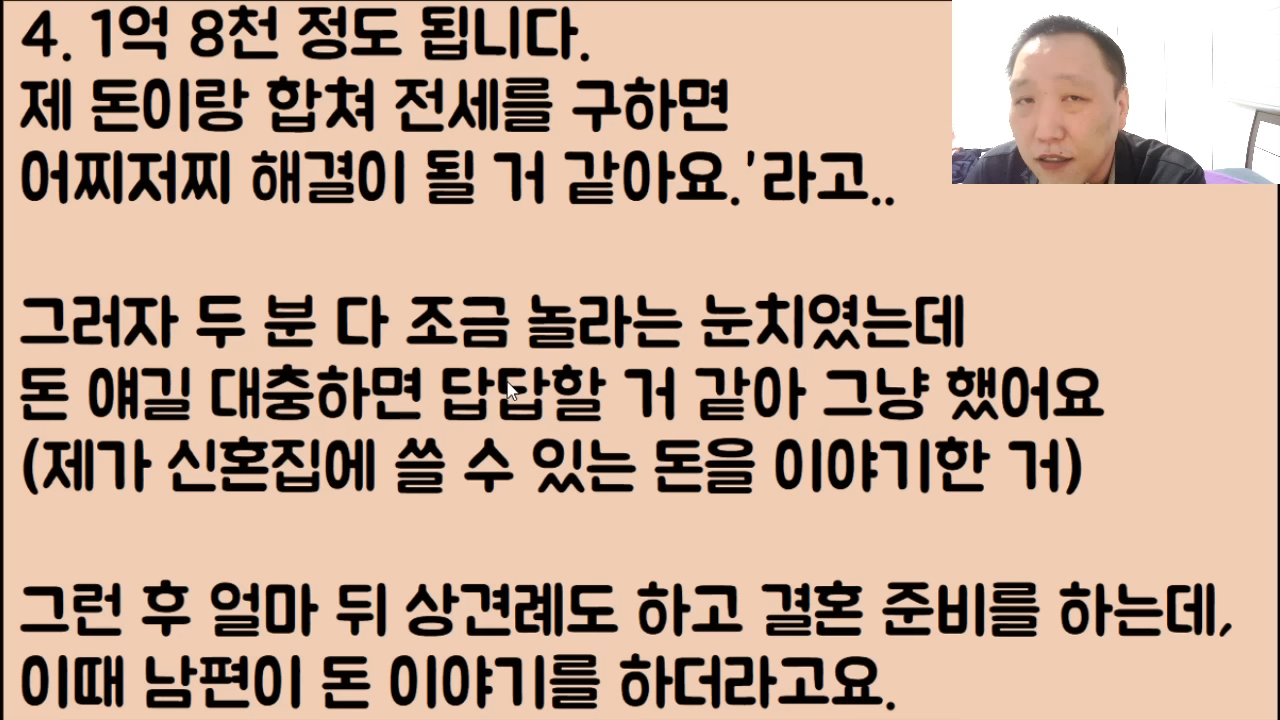 4. 1억 8천 정도 됩니다.
제 돈이랑 합쳐 전세를 구하면
어찌저찌 해결이 될 거 같아요.'라고..
그러자 두 분 다 조금 놀라는 눈치였는데
돈 얘길 대충하면 답답할 거 같아 그냥 했어요
(제가 신혼집에 쓸 수 있는 돈을 이야기한 거)
그런 후 얼마 뒤 상견례도 하고 결혼 준비를 하는데,
이때 남편이 돈 이야기를 하더라고요.